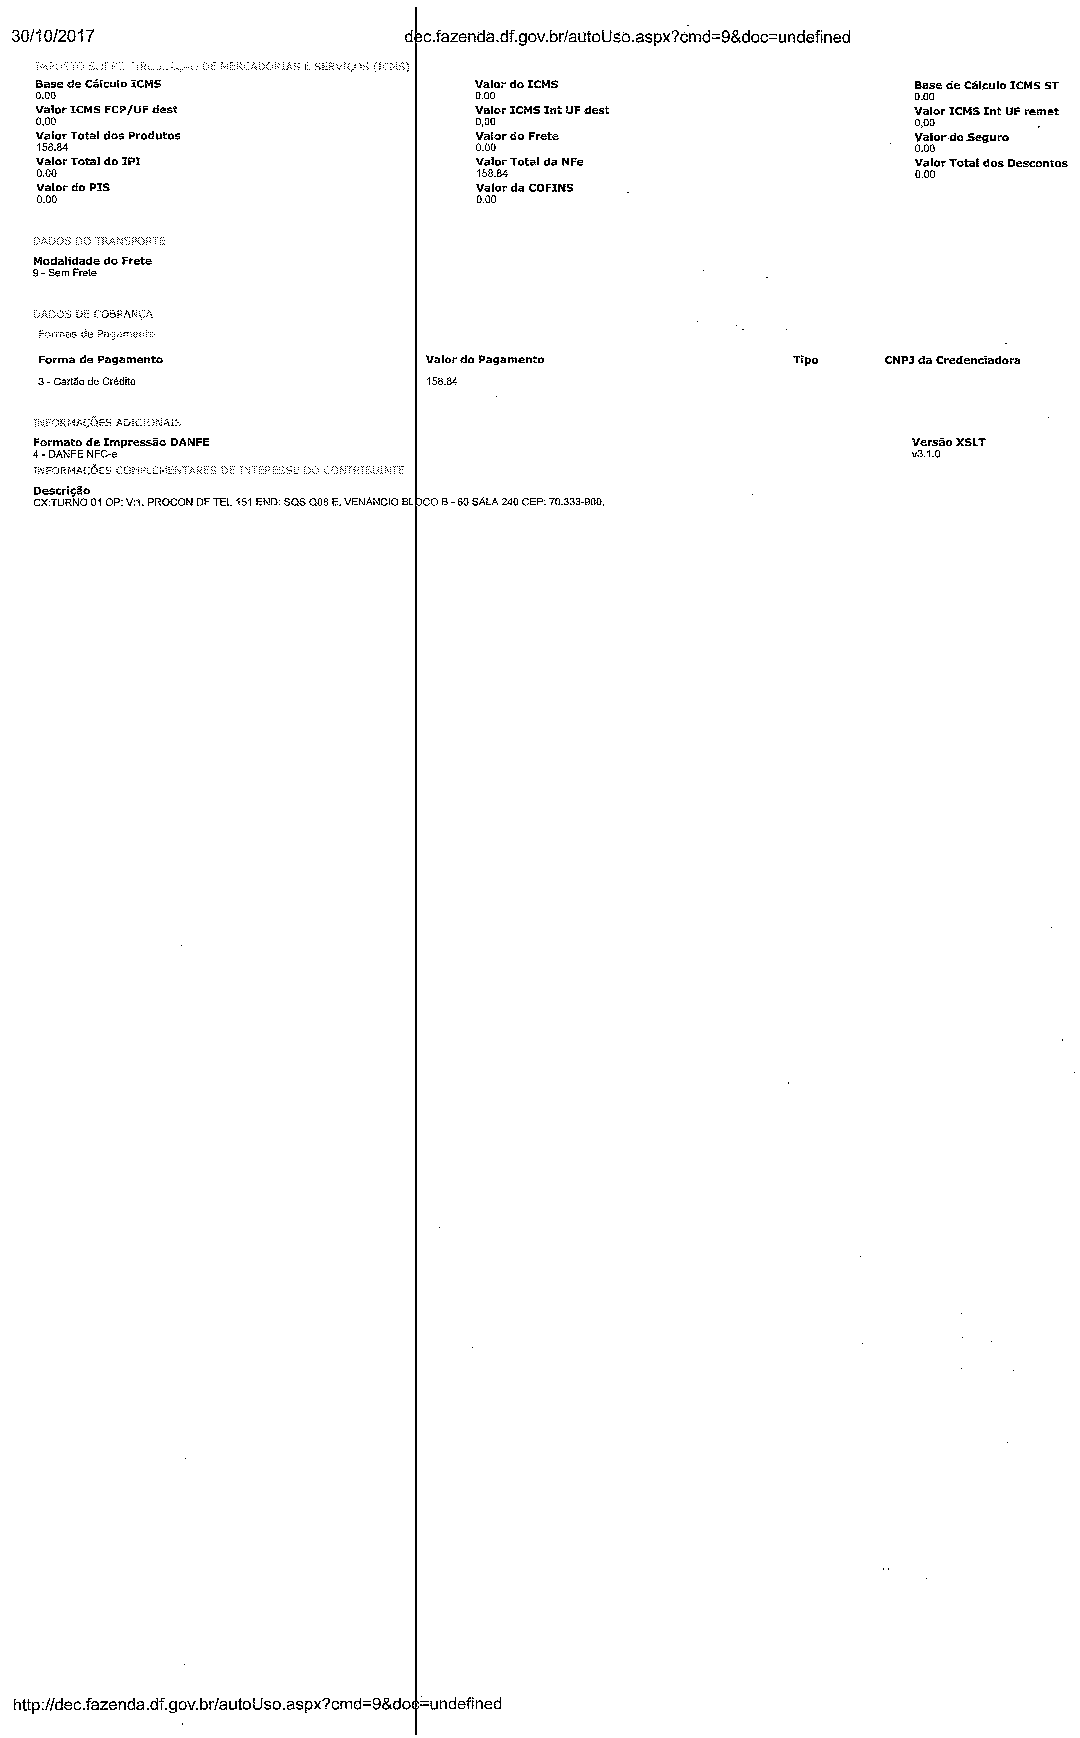 30/10/2017 dec.fazenda.df.gov.br/autoUso.aspx?cmd=9&doc=undefined
DE MERCADORIAS E SERVIÇOS (ICMS)
Base de Cálculo ICMS Valor do ICMS Base de Cálculo ICMS ST
0.00 0.00 0.00
Valor ICMS FCP/UF dest Valor ICMS Int UF dest Valor ICMS Int UF remet
0,00 0,00 0,00
Valor Total dos Produtos Valor do Frete Valor do Seguro
158.84 0.00 0.00
Valor Total do IPI Valor Total da NFe Valor Total dos Descontos
0.00 158.84 0.00
Valor do PIS Valor da COFINS
0.00 0.00
DADOS DO TRANSPORTE
Modalidade do Frete
9 - Sem Frete
DADOS DE COBRANÇA
Formas de Pagamento
Forma de Pagamento Valor do Pagamento Tipo CNPJ da Credenciadora
3 - Cartão de Crédito 158.84
INFORMAÇÕES ADICIONAIS
Formato de Impressão DANFE Versão XSLT
4 - DANFE NFC-e v3.1.0
INFORMAÇÕES COMPLEMENTARES DE INTERESSE DO CONTRIBUINTE
Descrição
CX:TURNO 01 OP: V:1. PROCON DF TEL 151 END: SQS Q08 E. VENANCIO BLOCO B - 60 SALA 240 CEP: 70.333-900.
http://dec.fazenda.df.gov.br/autoUso.aspx?cmd=9&doc=undefined